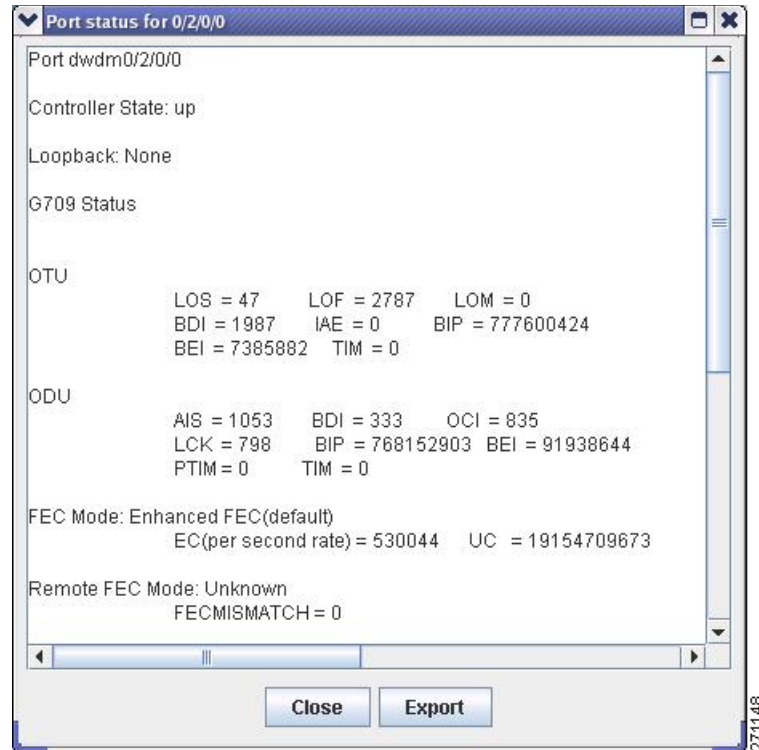 Port status for 0/2/0/0
Port dwdm0/2/0/0
Controller State: up
Loopback: None
G709 Status
OTU
LOS = 47 LOF = 2787 LOM = 0
BDI = 1987 IAE = 0 BIP = 777600424
BEI = 7385882 TIM = 0
ODU
AIS = 1053 BDI = 333 OCI = 835
LCK = 798 BIP = 768152903 BEI = 91938644
PTIM = 0 TIM = 0
FEC Mode: Enhanced FEC(default)
EC(per second rate) = 530044 UC = 19154709673
Remote FEC Mode: Unknown
FECMISMATCH = 0
Close Export
271148